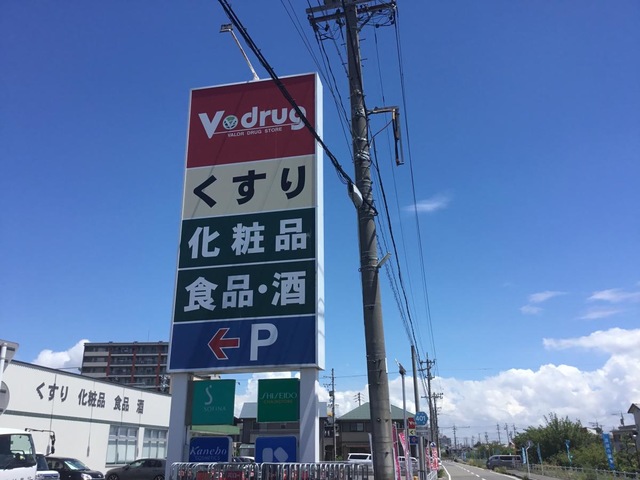 V drug
VALOR DRUG STORE
くすり
化粧品
食品・酒
P
くすり 化粧品 食品 酒
S
SOFINA
SHISEIDO
Kanebo